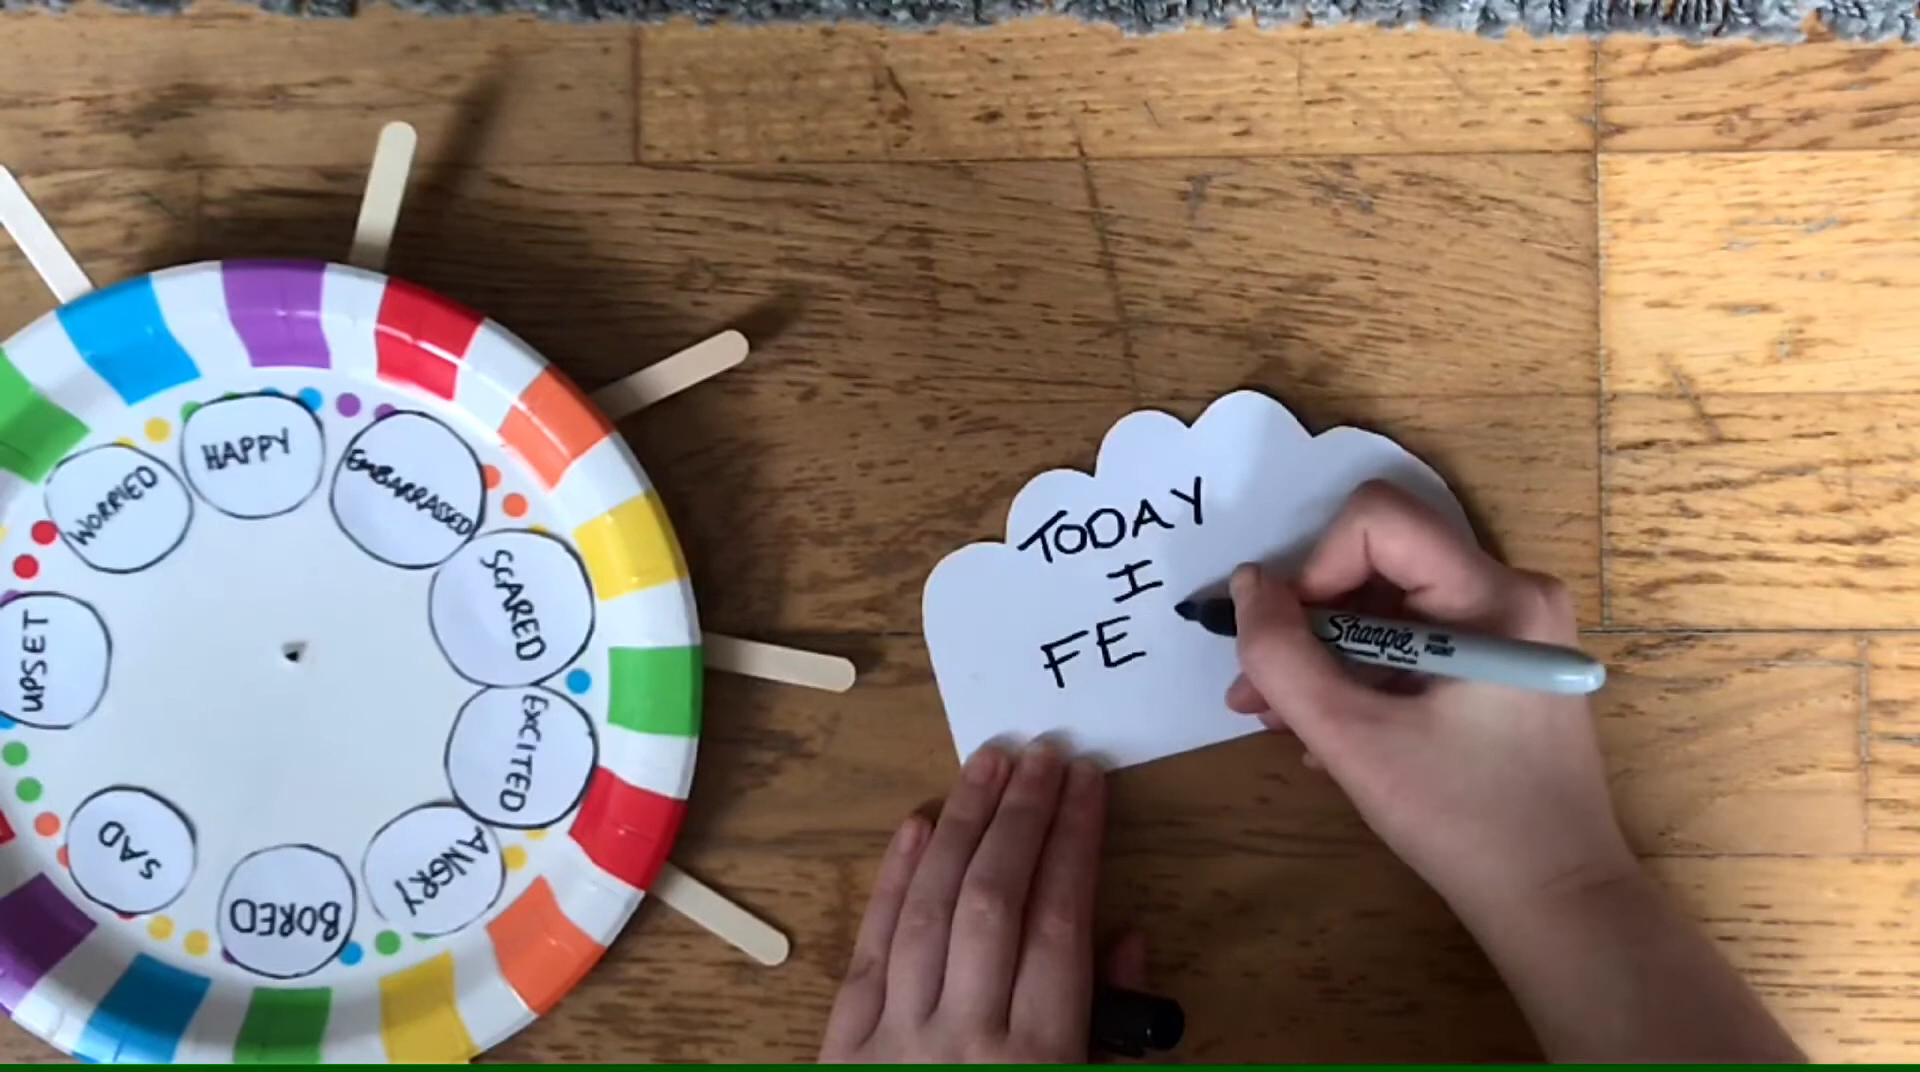 HAPPY
EMBARRASSED
SCARED
EXCITED
ANGRY
BORED
SAD
UPSET
WORRIED
TODAY
I
FE
Sharpie